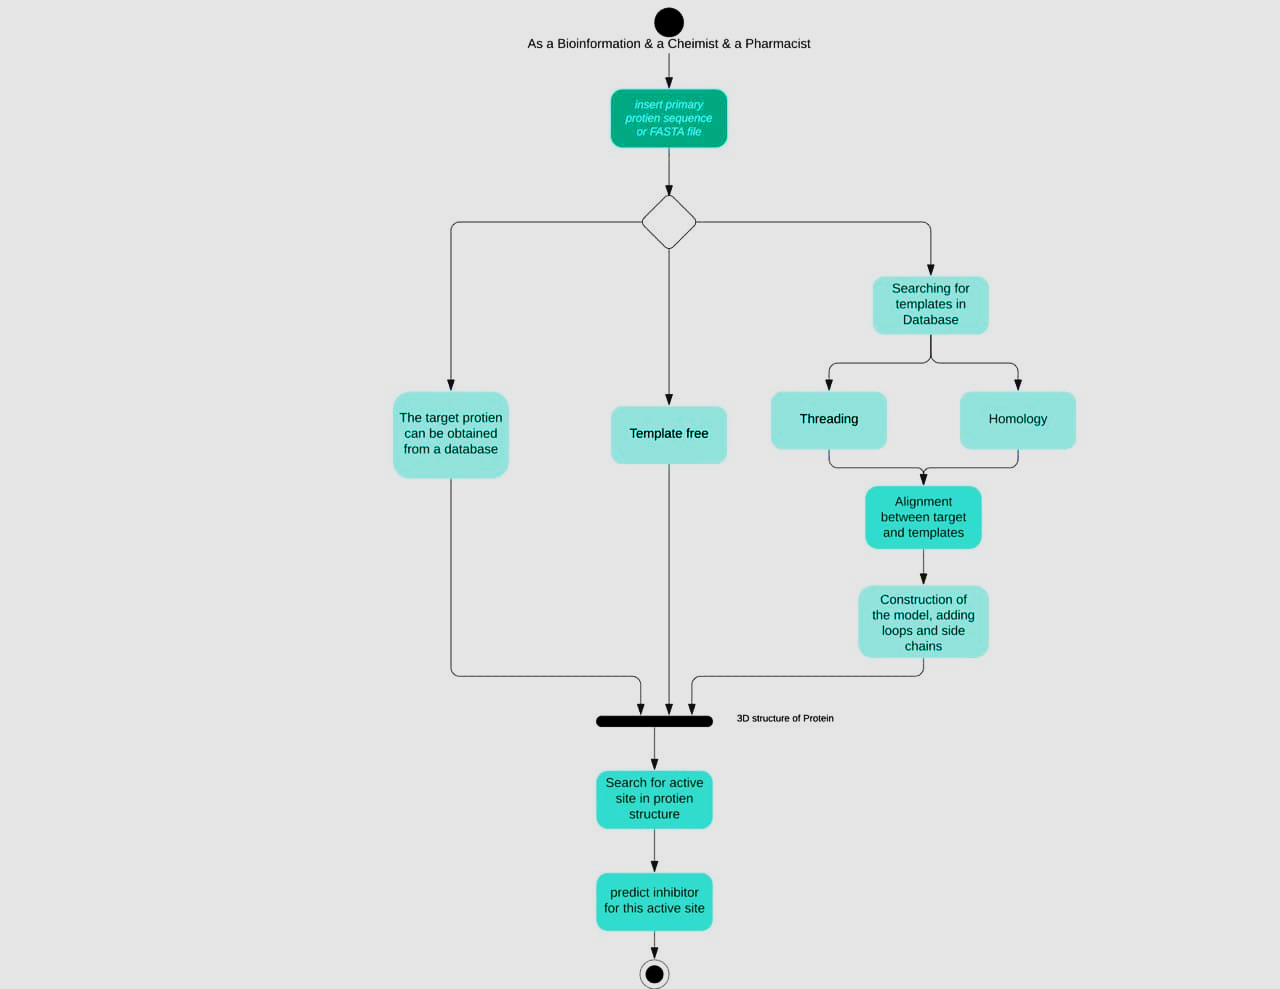 As a Bioinformation & a Cheimist & a Pharmacist
insert primary
protien sequence
or FASTA file
Searching for
templates in
Database
The target protien
can be obtained
from a database
Template free
Threading
Homology
Alignment
between target
and templates
Construction of
the model, adding
loops and side
chains
3D structure of Protein
Search for active
site in protien
structure
predict inhibitor
for this active site